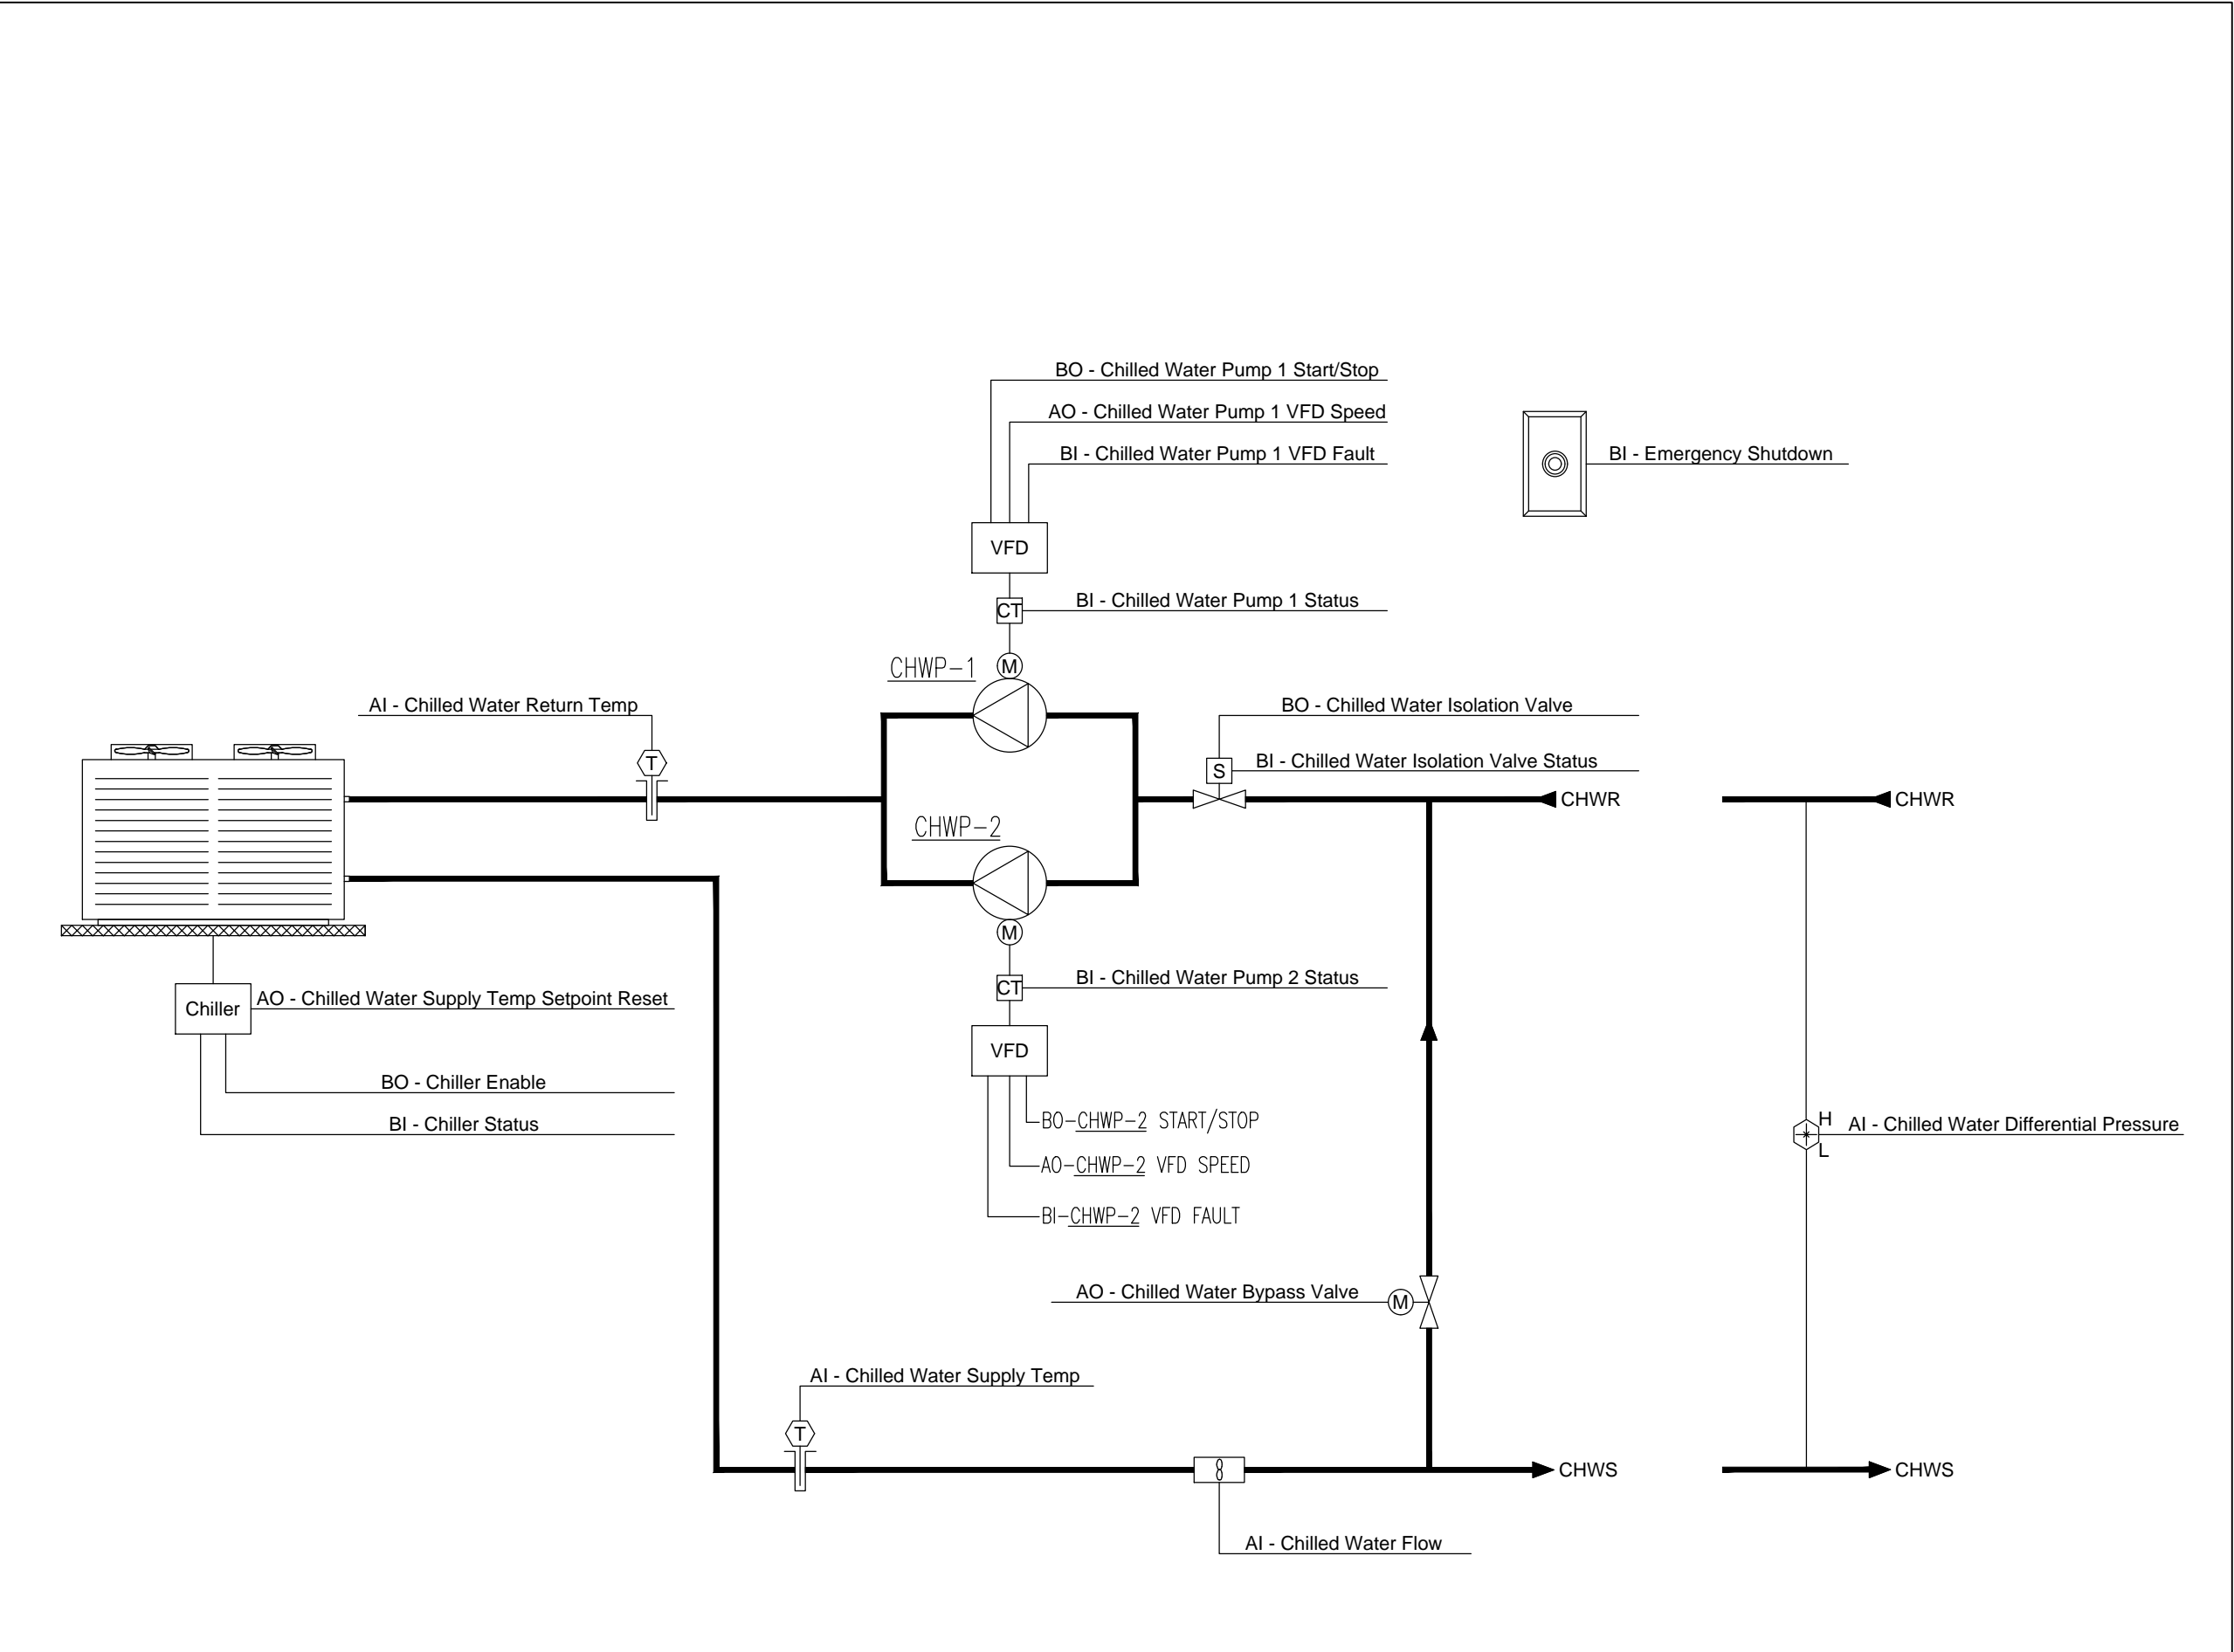 BO - Chilled Water Pump 1 Start/Stop
AO - Chilled Water Pump 1 VFD Speed
BI - Chilled Water Pump 1 VFD Fault
BI - Emergency Shutdown
VFD
CT
BI - Chilled Water Pump 1 Status
CHWP-1
M
AI - Chilled Water Return Temp
T
BO - Chilled Water Isolation Valve
S
BI - Chilled Water Isolation Valve Status
CHWR
CHWR
CHWP-2
M
CT
BI - Chilled Water Pump 2 Status
VFD
Chiller
AO - Chilled Water Supply Temp Setpoint Reset
BO - Chiller Enable
BI - Chiller Status
BO-CHWP-2 START/STOP
AO-CHWP-2 VFD SPEED
BI-CHWP-2 VFD FAULT
H
L
AI - Chilled Water Differential Pressure
AO - Chilled Water Bypass Valve
M
AI - Chilled Water Supply Temp
T
8
CHWS
CHWS
AI - Chilled Water Flow